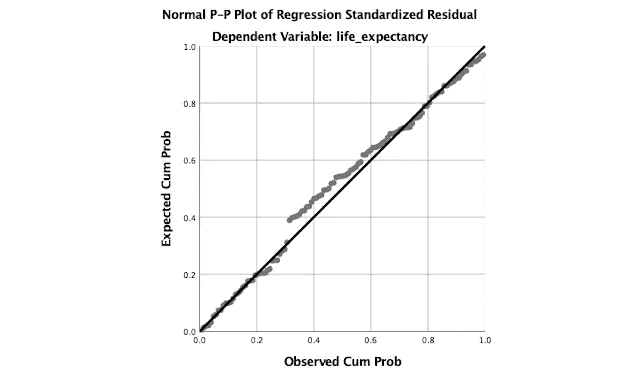 Normal P-P Plot of Regression Standardized Residual
Dependent Variable: life_expectancy
1.0
0.8
0.6
0.4
0.2
0.0
Expected Cum Prob
0.0 0.2 0.4 0.6 0.8 1.0
Observed Cum Prob